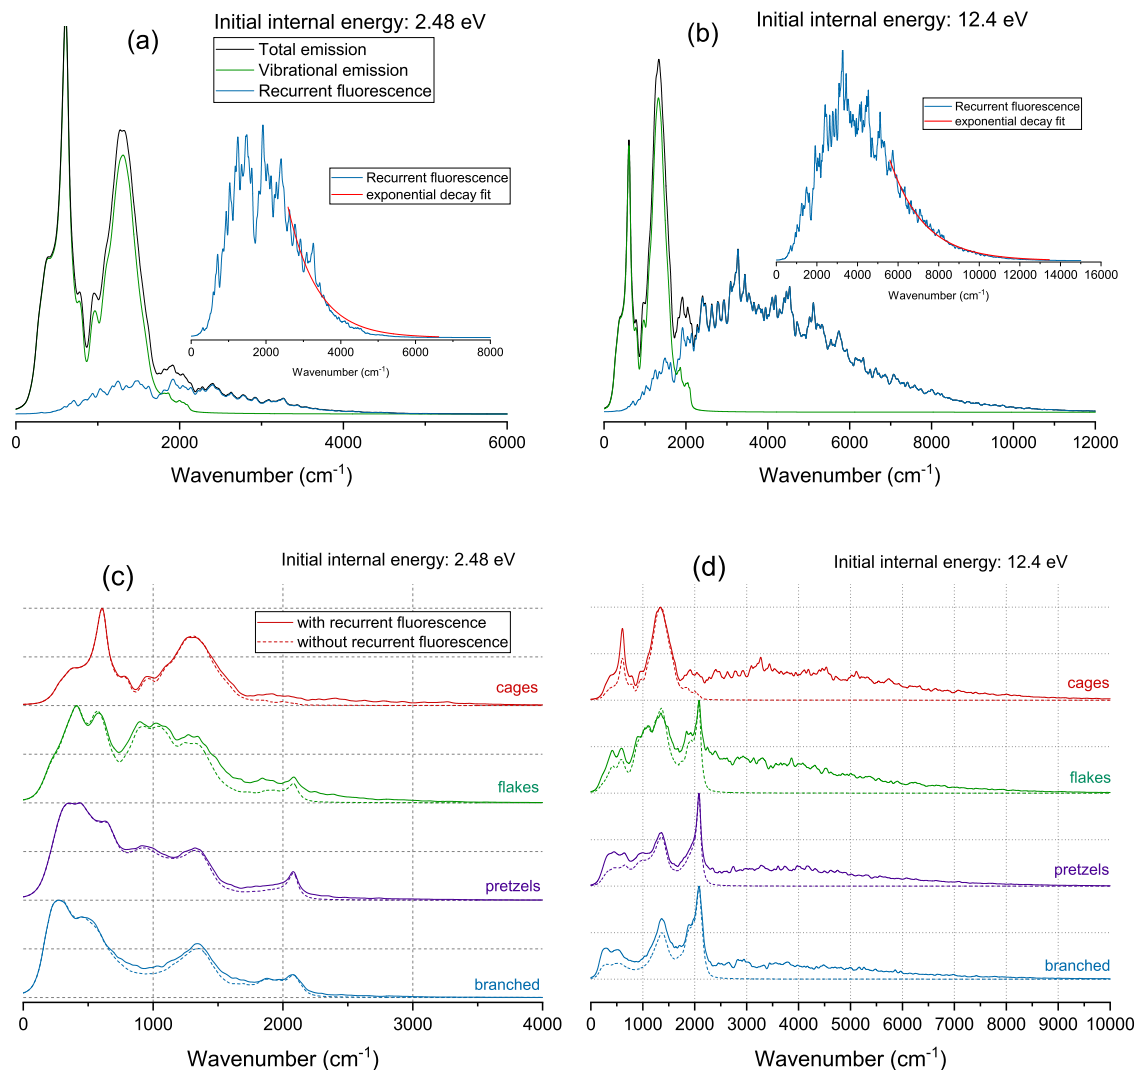 Initial internal energy: 2.48 eV
(a)
Total emission
Vibrational emission
Recurrent fluorescence
Recurrent fluorescence
exponential decay fit
0 2000 4000 6000 8000
Wavenumber (cm-1)
0 2000 4000 6000
Wavenumber (cm-1)
Initial internal energy: 12.4 eV
(b)
Recurrent fluorescence
exponential decay fit
0 2000 4000 6000 8000 10000 12000 14000 16000
Wavenumber (cm-1)
0 2000 4000 6000 8000 10000 12000
Wavenumber (cm-1)
Initial internal energy: 2.48 eV
(c)
with recurrent fluorescence
without recurrent fluorescence
cages
flakes
pretzels
branched
0 1000 2000 3000 4000
Wavenumber (cm-1)
Initial internal energy: 12.4 eV
(d)
cages
flakes
pretzels
branched
0 1000 2000 3000 4000 5000 6000 7000 8000 9000 10000
Wavenumber (cm-1)